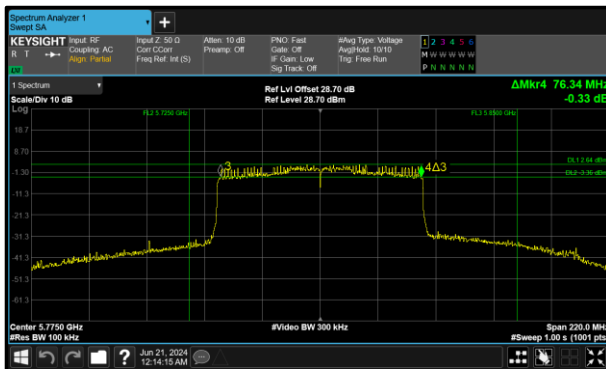 Spectrum Analyzer 1
Swept SA
KEYSIGHT
R T
Input: RF
Coupling: AC
Align: Partial
Input Z: 50 Ω
Corr CCorr
Freq Ref: Int (S)
Atten: 10 dB
Preamp: Off
PNO: Fast
Gate: Off
IF Gain: Low
Sig Track: Off
#Avg Type: Voltage
Avg|Hold: 10/10
Trig: Free Run
1 2 3 4 5 6
M W W W W W
P N N N N N
1 Spectrum
Scale/Div 10 dB
Ref Lvl Offset 28.70 dB
Ref Level 28.70 dBm
ΔMkr4 76.34 MHz
-0.33 dB
Log
FL2 5.7250 GHz
FL3 5.8500 GHz
18.7
8.70
-1.30
-11.3
-21.3
-31.3
-41.3
-51.3
-61.3
3
4Δ3
DL1 2.64 dBm
DL2 -3.36 dBm
Center 5.7750 GHz
#Res BW 100 kHz
#Video BW 300 kHz
Span 220.0 MHz
#Sweep 1.00 s (1001 pts)
Jun 21, 2024
12:14:15 AM